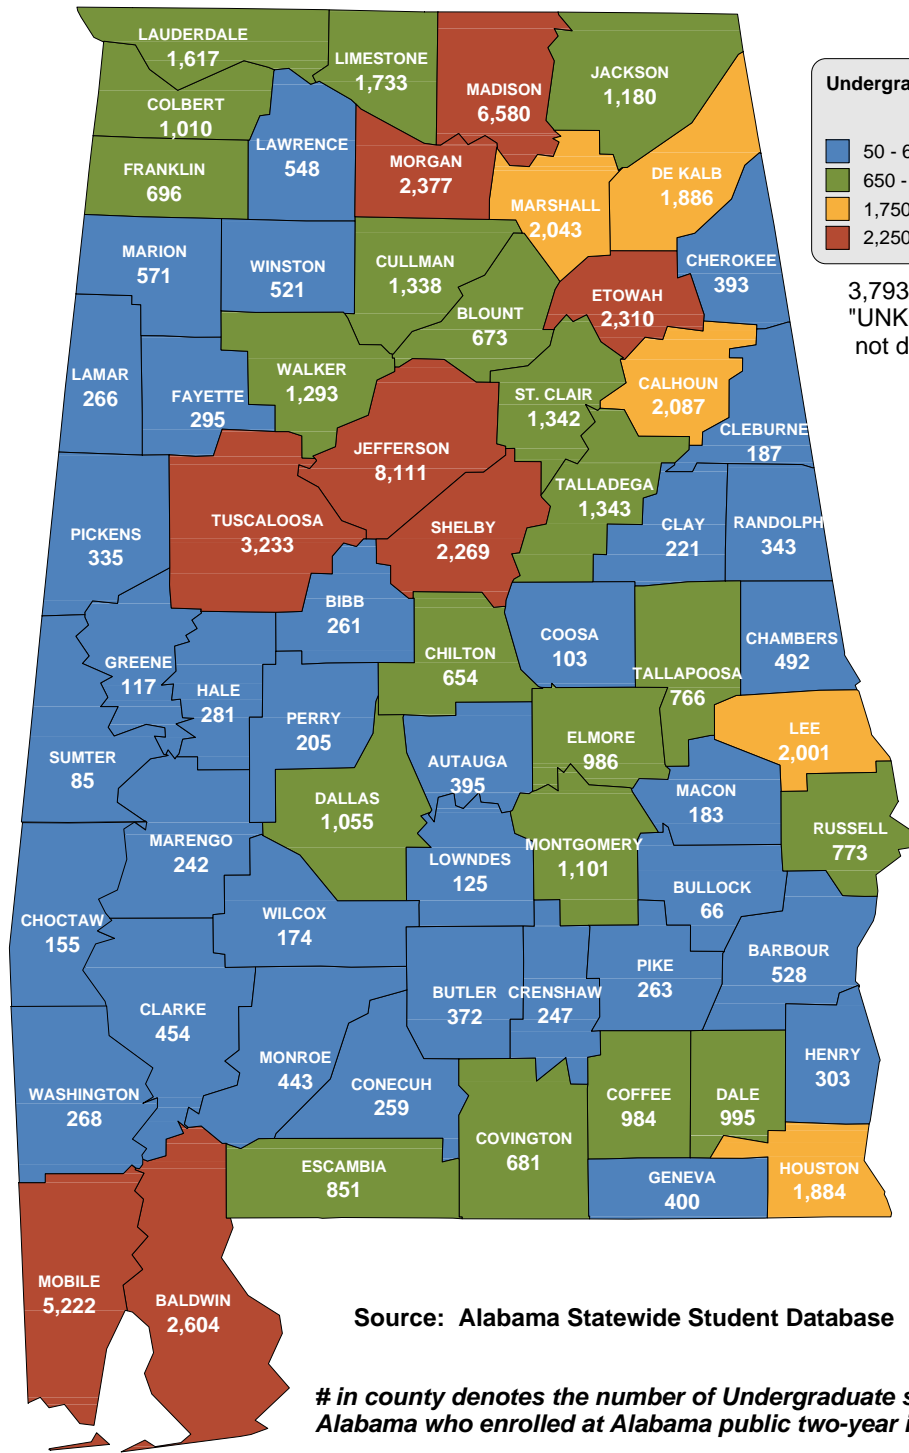 LAUDERDALE
1,617
LIMESTONE
1,733
MADISON
6,580
JACKSON
1,180
COLBERT
1,010
LAWRENCE
548
FRANKLIN
696
MORGAN
2,377
MARSHALL
2,043
DE KALB
1,886
MARION
571
WINSTON
521
CULLMAN
1,338
BLOUNT
673
ETOWAH
2,310
CHEROKEE
393
LAMAR
266
FAYETTE
295
WALKER
1,293
ST. CLAIR
1,342
CALHOUN
2,087
CLEBURNE
187
JEFFERSON
8,111
TALLADEGA
1,343
PICKENS
335
TUSCALOOSA
3,233
SHELBY
2,269
CLAY
221
RANDOLPH
343
BIBB
261
GREENE
117
HALE
281
PERRY
205
CHILTON
654
COOSA
103
TALLAPOOSA
766
CHAMBERS
492
SUMTER
85
AUTAUGA
395
ELMORE
986
LEE
2,001
MACON
183
DALLAS
1,055
MARENGO
242
LOWNDES
125
MONTGOMERY
1,101
RUSSELL
773
BULLOCK
66
CHOCTAW
155
WILCOX
174
BARBOUR
528
PIKE
263
CLARKE
454
BUTLER
372
CRENSHAW
247
MONROE
443
CONECUH
259
HENRY
303
WASHINGTON
268
COFFEE
984
DALE
995
COVINGTON
681
ESCAMBIA
851
GENEVA
400
HOUSTON
1,884
MOBILE
5,222
BALDWIN
2,604
50 - 6
650 -
1,750
2,250
3,793
not d
Source: Alabama Statewide Student Database
# in county denotes the number of Undergraduate s
Alabama who enrolled at Alabama public two-year i